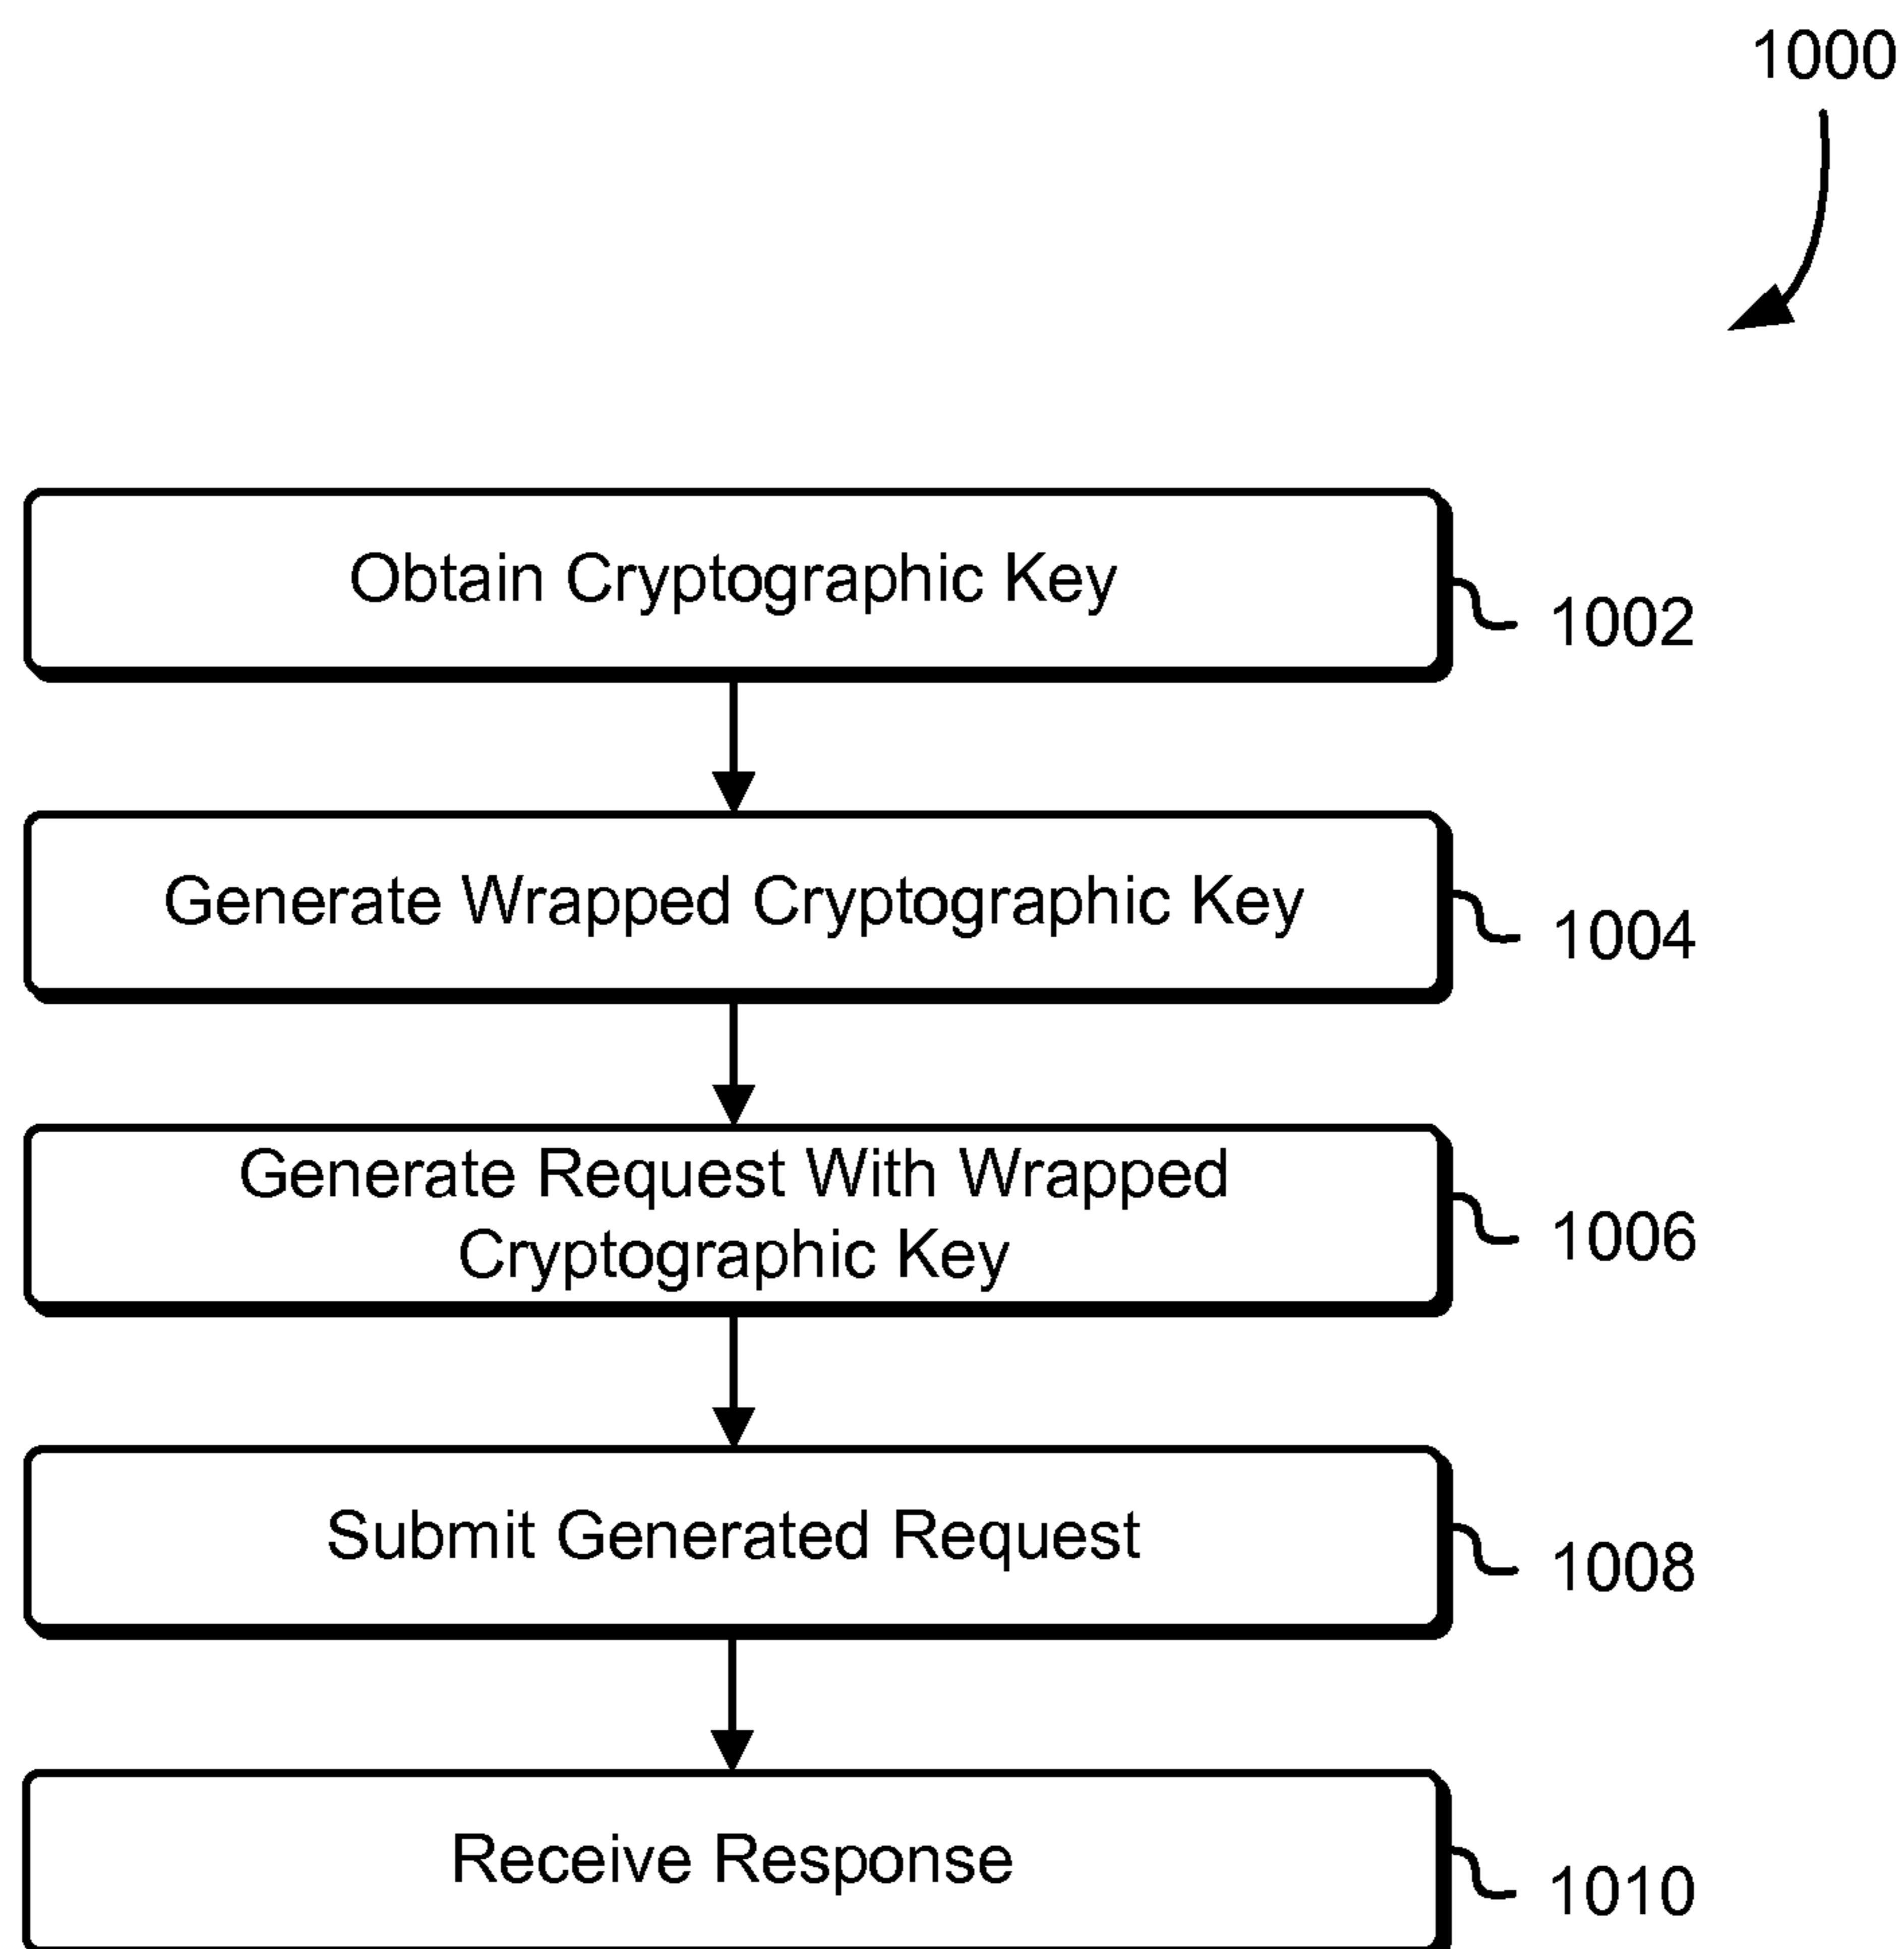 1000
Obtain Cryptographic Key
1002
Generate Wrapped Cryptographic Key
1004
Generate Request With Wrapped
Cryptographic Key
1006
Submit Generated Request
1008
Receive Response
1010